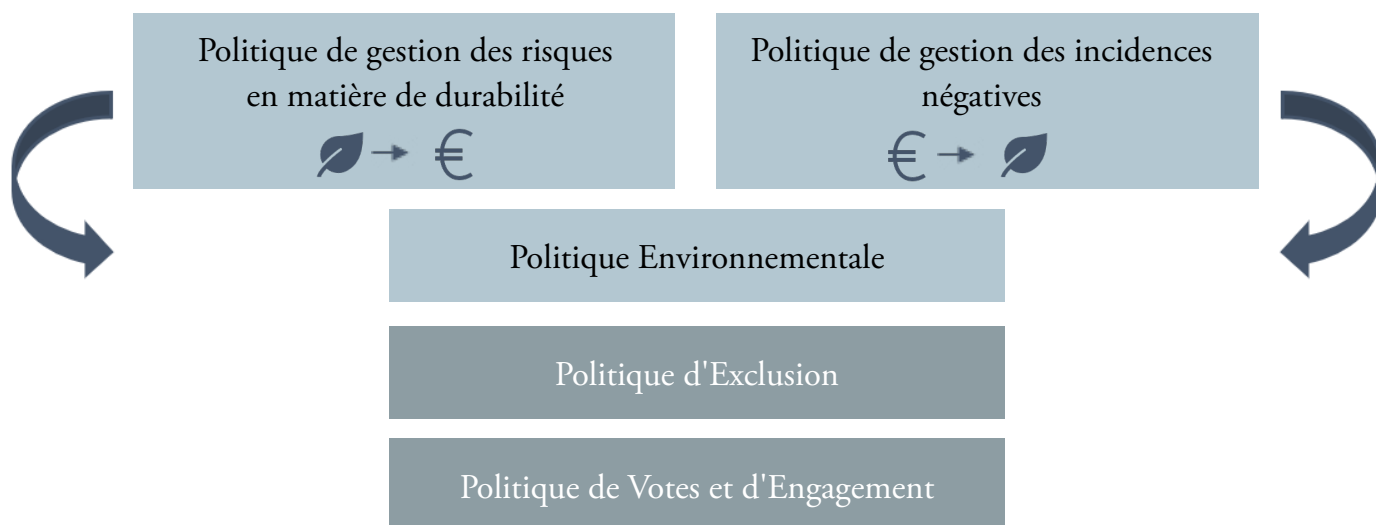 Politique de gestion des risques
en matière de durabilité
€
Politique de gestion des incidences
négatives
€
Politique Environnementale
Politique d'Exclusion
Politique de Votes et d'Engagement